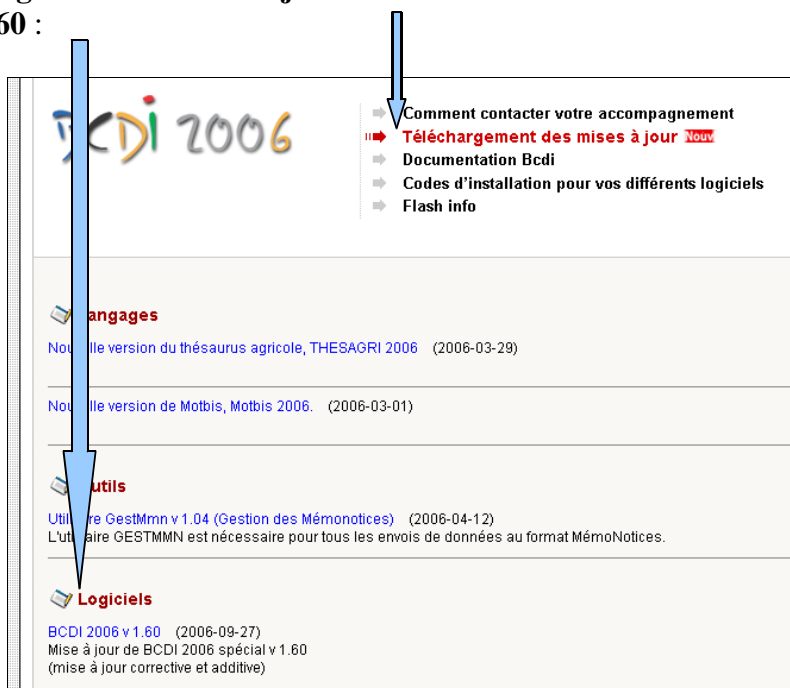 60 :
BCDI 2006
Comment contacter votre accompagnement
Téléchargement des mises à jour Nouv
Documentation Bcdi
Codes d'installation pour vos différents logiciels
Flash info
angages
Nou lle version du thésaurus agricole, THESAGRI 2006 (2006-03-29)
Nou lle version de Motbis, Motbis 2006. (2006-03-01)
utils
Utili re GestMmn v 1.04 (Gestion des Mémonotices) (2006-04-12)
L'uti aire GESTMMN est nécessaire pour tous les envois de données au format MémoNotices.
Logiciels
BCDI 2006 v 1.60 (2006-09-27)
Mise à jour de BCDI 2006 spécial v 1.60
(mise à jour corrective et additive)